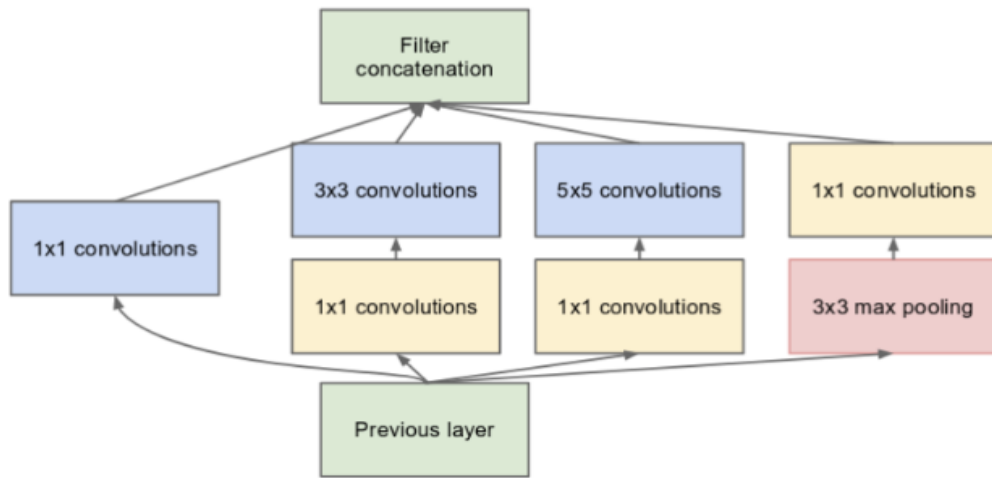 Filter
concatenation
3x3 convolutions
5x5 convolutions
1x1 convolutions
1x1 convolutions
1x1 convolutions
1x1 convolutions
3x3 max pooling
Previous layer